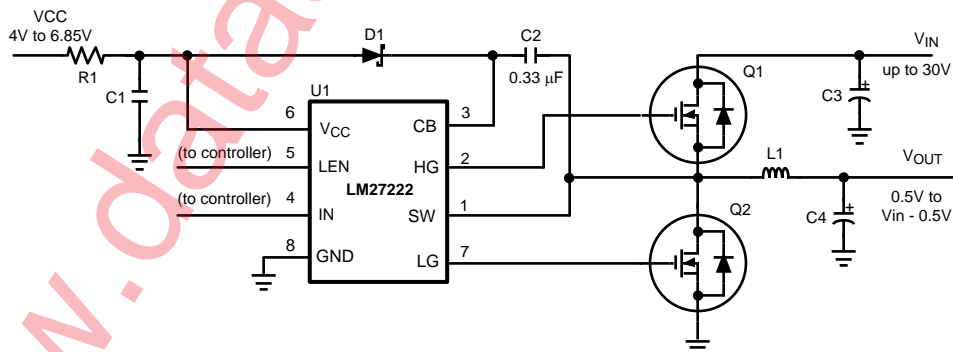 VCC
4V to 6.85V
R1
C1
D1
C2
0.33 μF
U1
6
VCC
(to controller)
5
LEN
(to controller)
4
IN
8
GND
LM27222
CB
3
HG
2
SW
1
LG
7
Q1
VIN
up to 30V
C3
L1
VOUT
0.5V to
Vin - 0.5V
C4
Q2
w.data